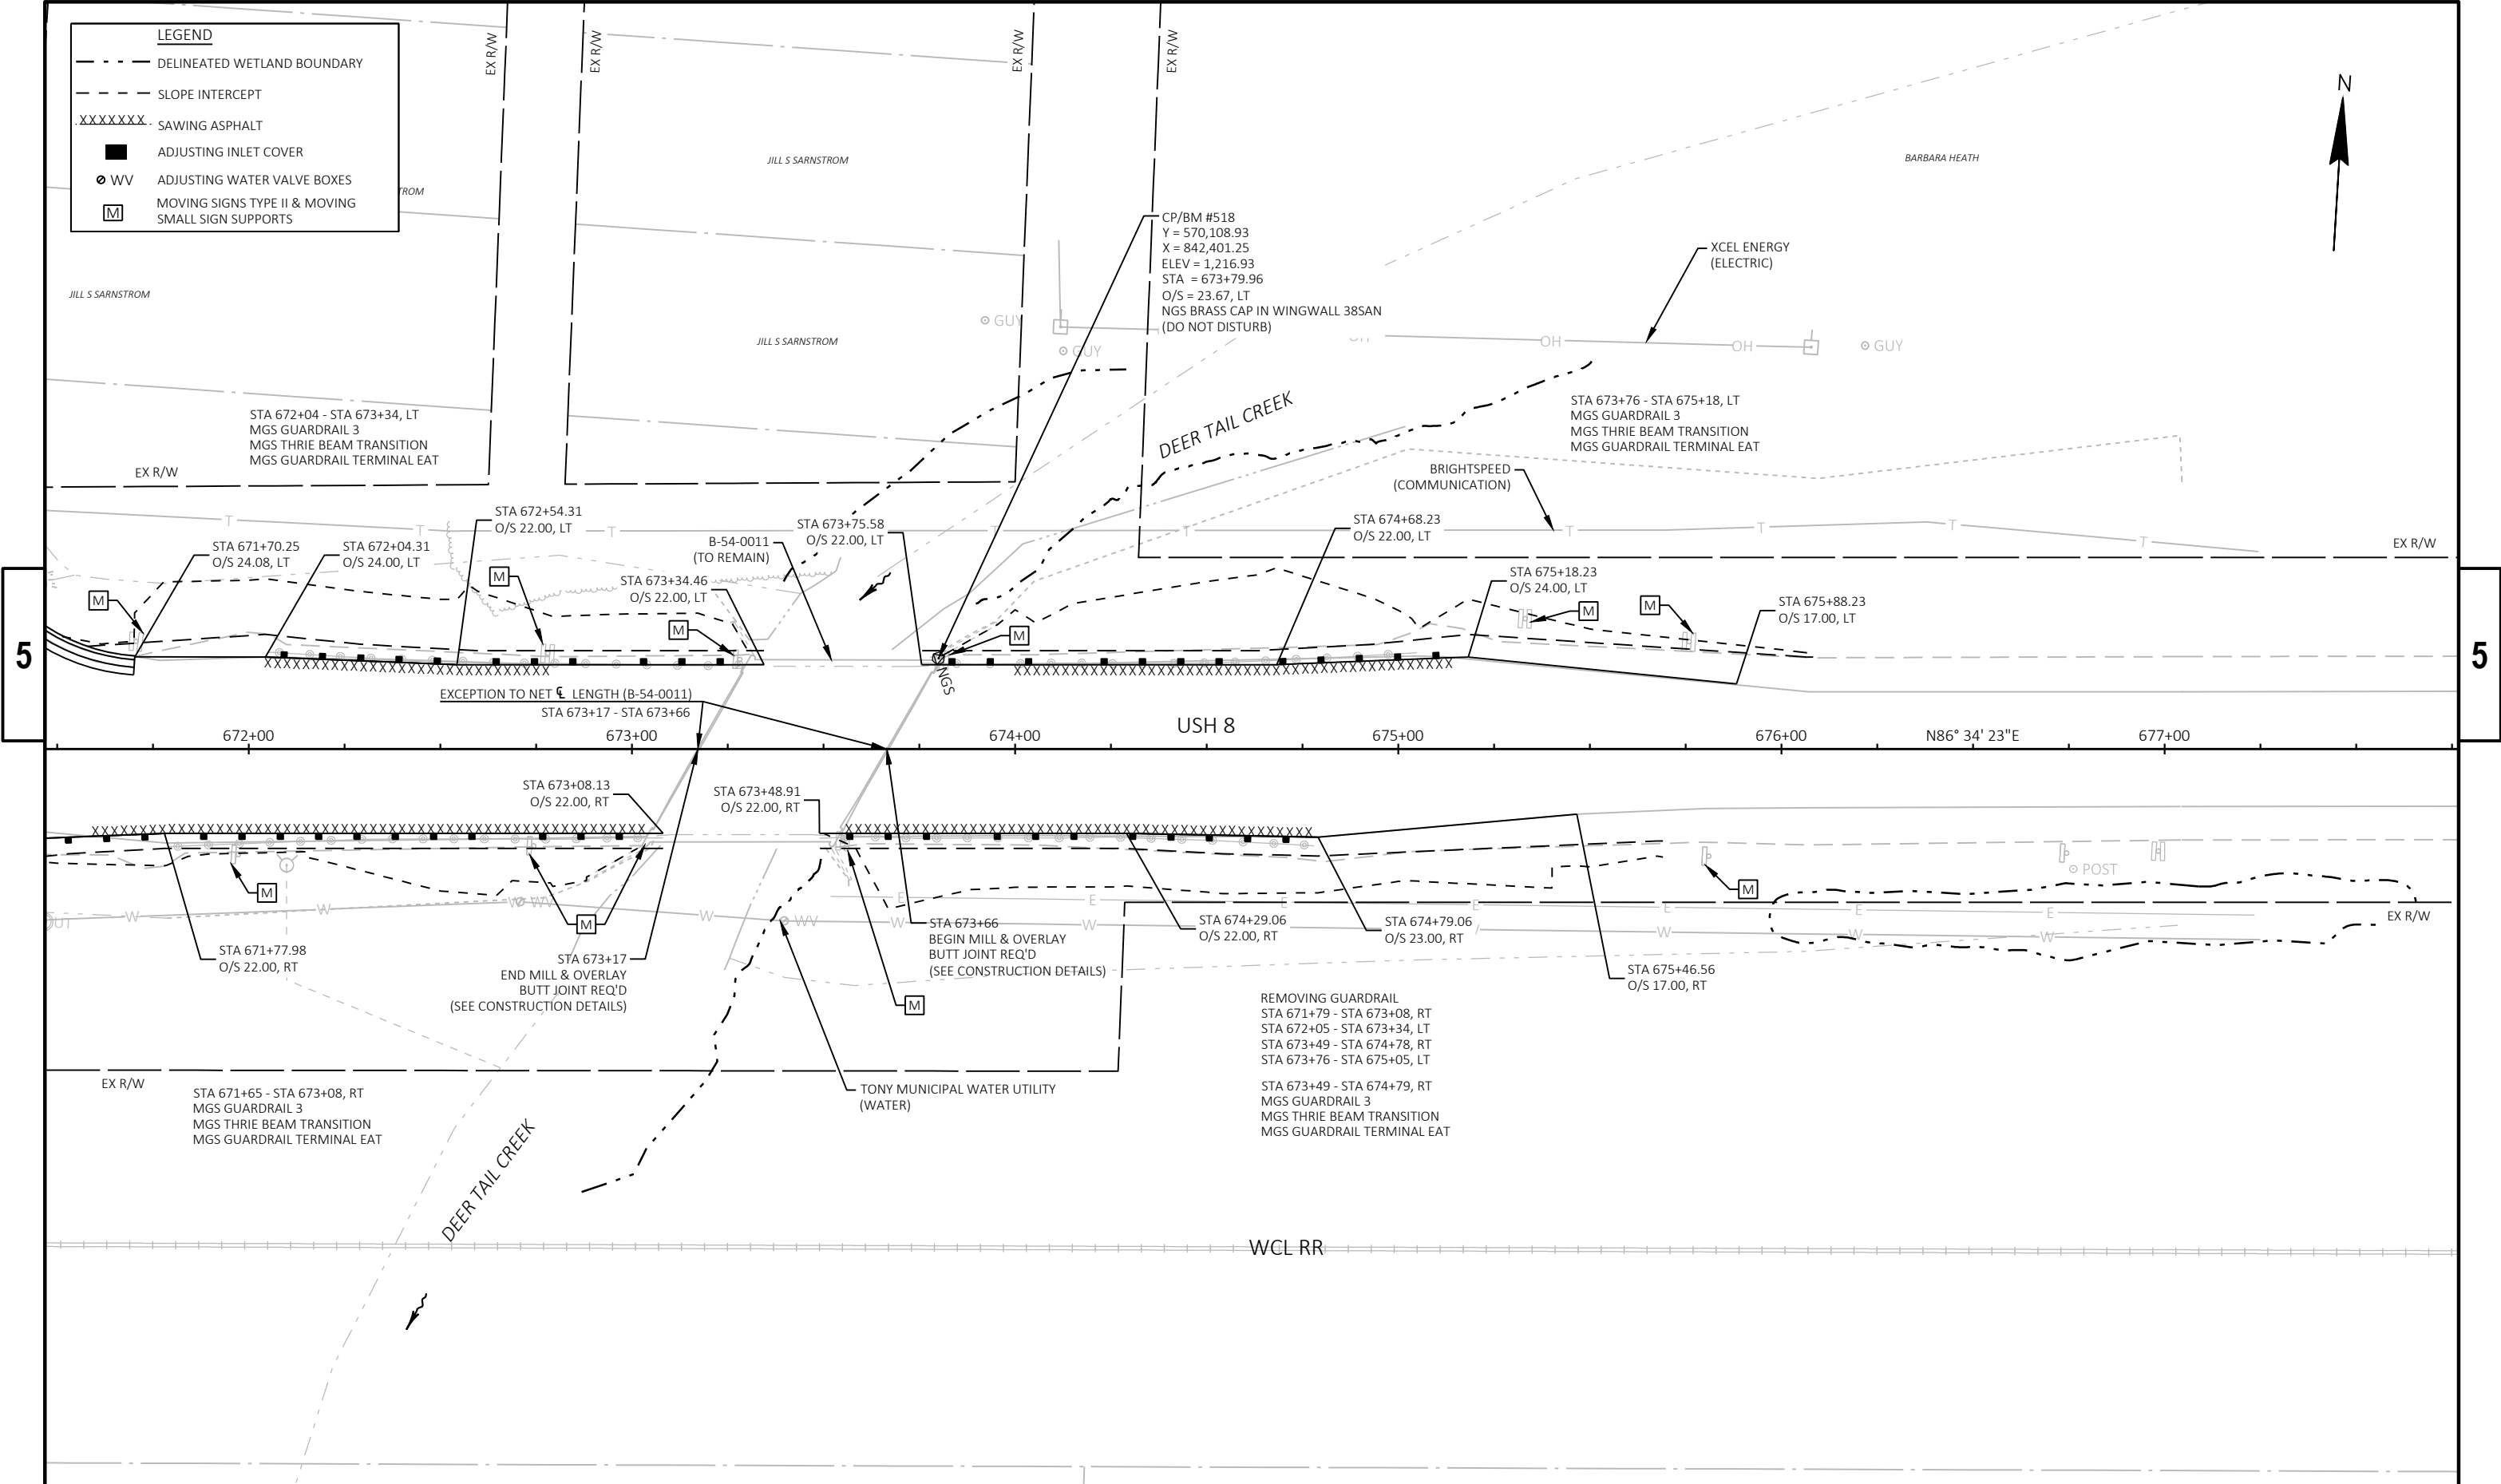 LEGEND
DELINEATED WETLAND BOUNDARY
SLOPE INTERCEPT
XXXXXXX SAWING ASPHALT
ADJUSTING INLET COVER
WV ADJUSTING WATER VALVE BOXES
M MOVING SIGNS TYPE II & MOVING
SMALL SIGN SUPPORTS
EX R/W
EX R/W
EX R/W
EX R/W
N
TROM
JILL S SARNSTROM
BARBARA HEATH
JILL S SARNSTROM
JILL S SARNSTROM
CP/BM #518
Y = 570,108.93
X = 842,401.25
ELEV = 1,216.93
STA = 673+79.96
O/S = 23.67, LT
NGS BRASS CAP IN WINGWALL 38SAN
(DO NOT DISTURB)
XCEL ENERGY
(ELECTRIC)
GUY
GUY
OH
OH
OH
GUY
DEER TAIL CREEK
STA 672+04 - STA 673+34, LT
MGS GUARDRAIL 3
MGS THRIE BEAM TRANSITION
MGS GUARDRAIL TERMINAL EAT
STA 673+76 - STA 675+18, LT
MGS GUARDRAIL 3
MGS THRIE BEAM TRANSITION
MGS GUARDRAIL TERMINAL EAT
EX R/W
BRIGHTSPEED
(COMMUNICATION)
T
T
T
T
T
T
T
T
T
STA 671+70.25
O/S 24.08, LT
STA 672+04.31
O/S 24.00, LT
STA 672+54.31
O/S 22.00, LT
B-54-0011
(TO REMAIN)
STA 673+34.46
O/S 22.00, LT
STA 673+75.58
O/S 22.00, LT
STA 674+68.23
O/S 22.00, LT
STA 675+18.23
O/S 24.00, LT
STA 675+88.23
O/S 17.00, LT
EX R/W
M
M
M
M
M
M
NGS
5
5
EXCEPTION TO NET ℄ LENGTH (B-54-0011)
STA 673+17 - STA 673+66
USH 8
672+00
673+00
674+00
675+00
676+00
N86° 34' 23"E
677+00
STA 673+08.13
O/S 22.00, RT
STA 673+48.91
O/S 22.00, RT
M
M
M
POST
W
W
W
WV
W
WV
W
W
W
W
W
E
E
E
E
E
E
EX R/W
STA 671+77.98
O/S 22.00, RT
STA 673+17
END MILL & OVERLAY
BUTT JOINT REQ'D
(SEE CONSTRUCTION DETAILS)
STA 673+66
BEGIN MILL & OVERLAY
BUTT JOINT REQ'D
(SEE CONSTRUCTION DETAILS)
M
STA 674+29.06
O/S 22.00, RT
STA 674+79.06
O/S 23.00, RT
STA 675+46.56
O/S 17.00, RT
REMOVING GUARDRAIL
STA 671+79 - STA 673+08, RT
STA 672+05 - STA 673+34, LT
STA 673+49 - STA 674+78, RT
STA 673+76 - STA 675+05, LT
STA 673+49 - STA 674+79, RT
MGS GUARDRAIL 3
MGS THRIE BEAM TRANSITION
MGS GUARDRAIL TERMINAL EAT
EX R/W
STA 671+65 - STA 673+08, RT
MGS GUARDRAIL 3
MGS THRIE BEAM TRANSITION
MGS GUARDRAIL TERMINAL EAT
TONY MUNICIPAL WATER UTILITY
(WATER)
DEER TAIL CREEK
WCL RR